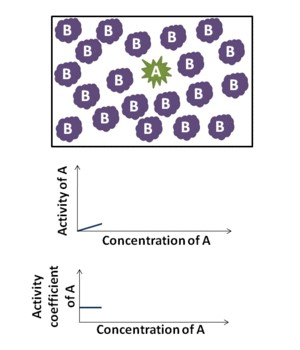 B B B B B
B B
B A B
B B
B B
B B B
B B B B B
Activity of A
Concentration of A
Activity
coefficient
of A
Concentration of A